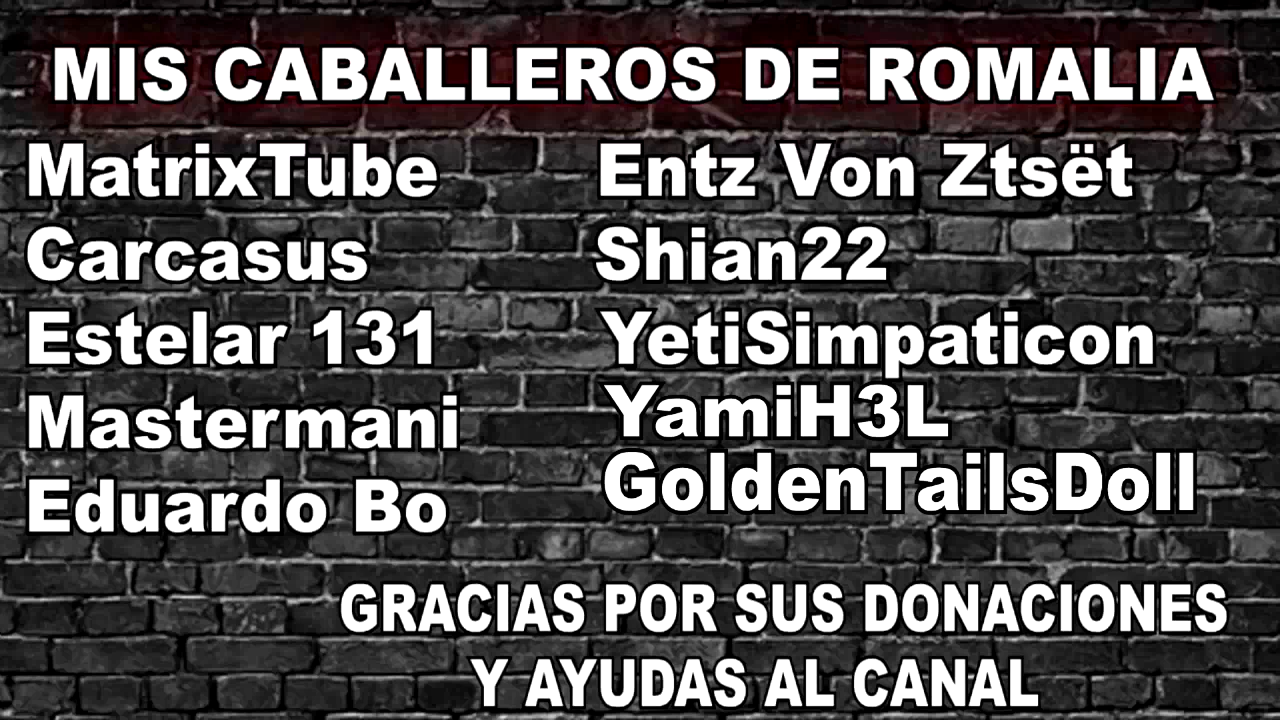 MIS CABALLEROS DE ROMALIA
MatrixTube
Carcasus
Estelar 131
Mastermani
Eduardo Bo
Entz Von Ztsët
Shian22
YetiSimpaticon
YamiH3L
GoldenTailsDoll
GRACIAS POR SUS DONACIONES
Y AYUDAS AL CANAL